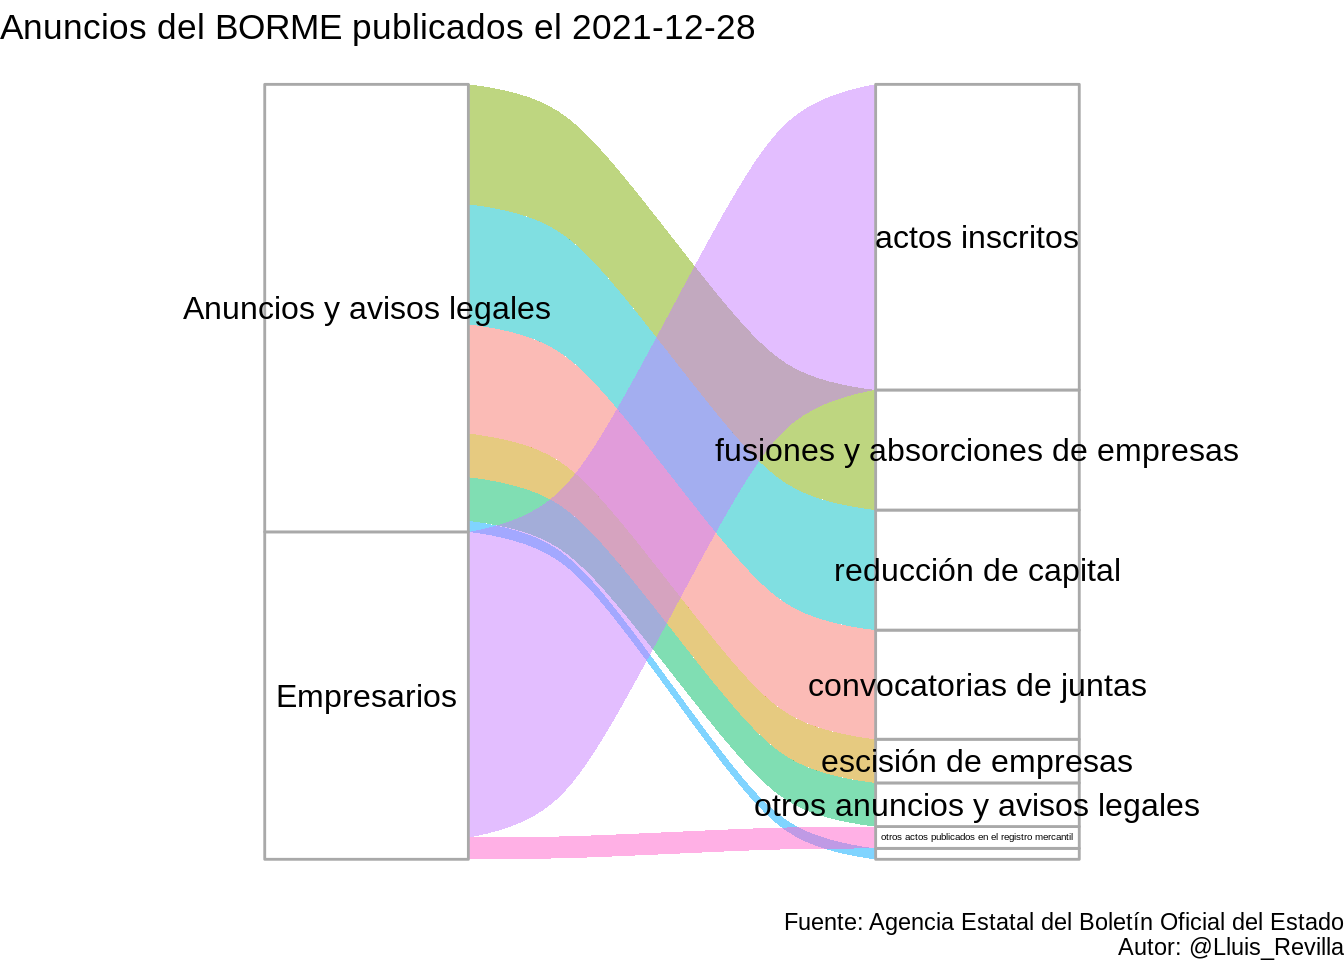 Anuncios del BORME publicados el 2021-12-28
actos inscritos
Anuncios y avisos legales
fusiones y absorciones de empresas
reducción de capital
convocatorias de juntas
Empresarios
escisión de empresas
otros anuncios y avisos legales
otros actos publicados en el registro mercantil
Fuente: Agencia Estatal del Boletín Oficial del Estado
Autor: @Lluis_Revilla